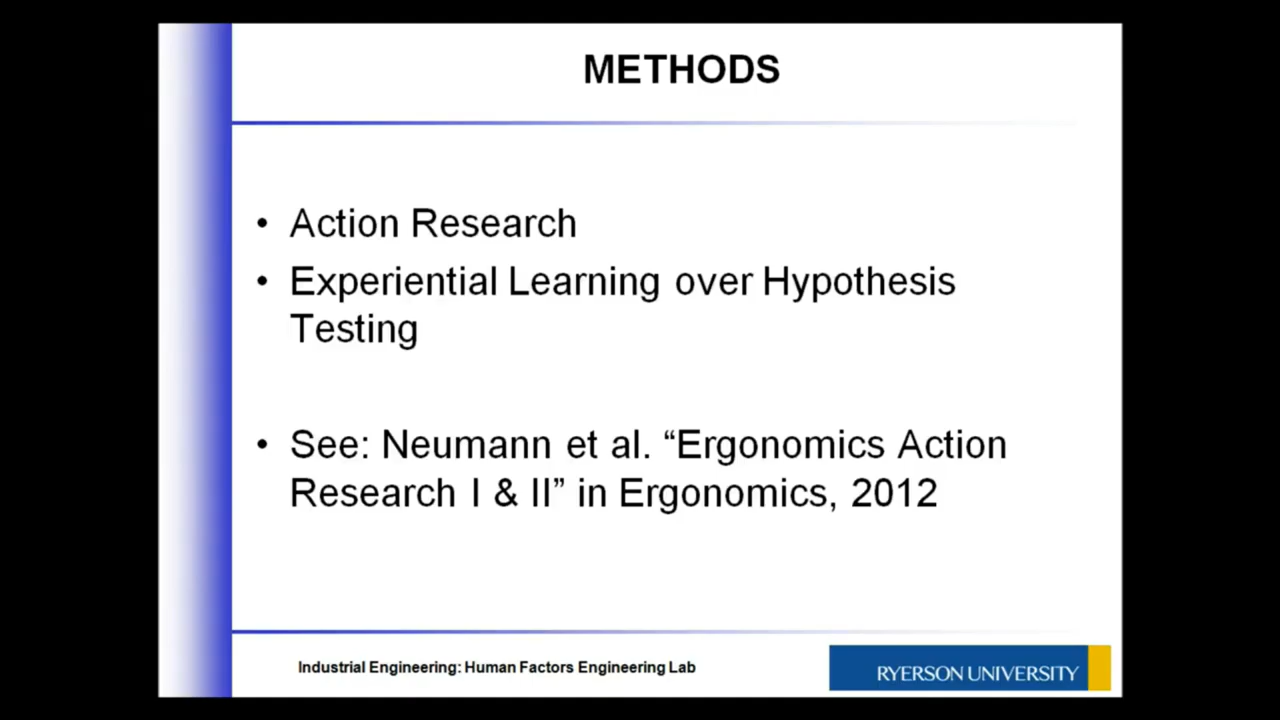 METHODS
• Action Research
• Experiential Learning over Hypothesis
Testing
• See: Neumann et al. “Ergonomics Action
Research I & II” in Ergonomics, 2012
Industrial Engineering: Human Factors Engineering Lab
RYERSON UNIVERSITY